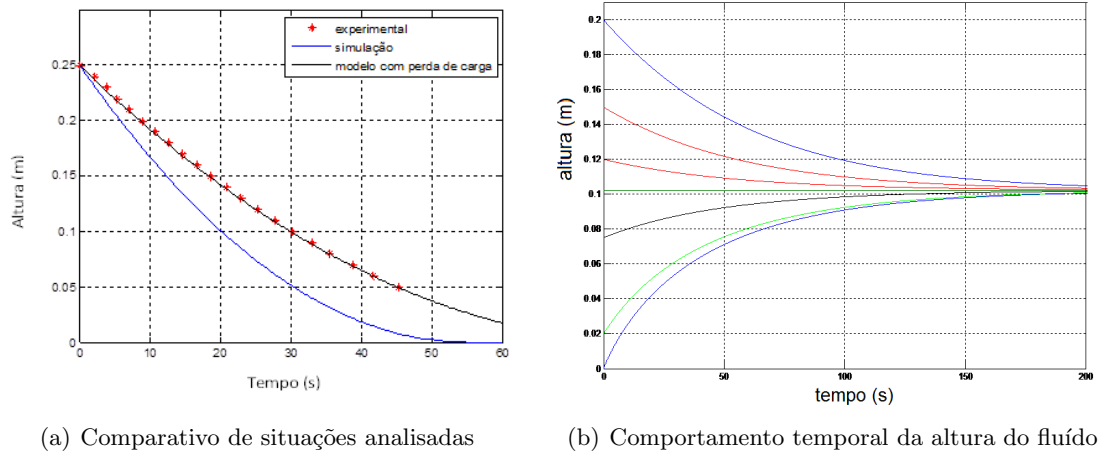 experimental
simulação
modelo com perda de carga
0.25
0.2
0.15
0.1
0.05
0
Altura (m)
0 10 20 30 40 50 60
Tempo (s)
(a) Comparativo de situações analisadas
0.2
0.18
0.16
0.14
0.12
0.1
0.08
0.06
0.04
0.02
0
altura (m)
0 50 100 150 200
tempo (s)
(b) Comportamento temporal da altura do fluído